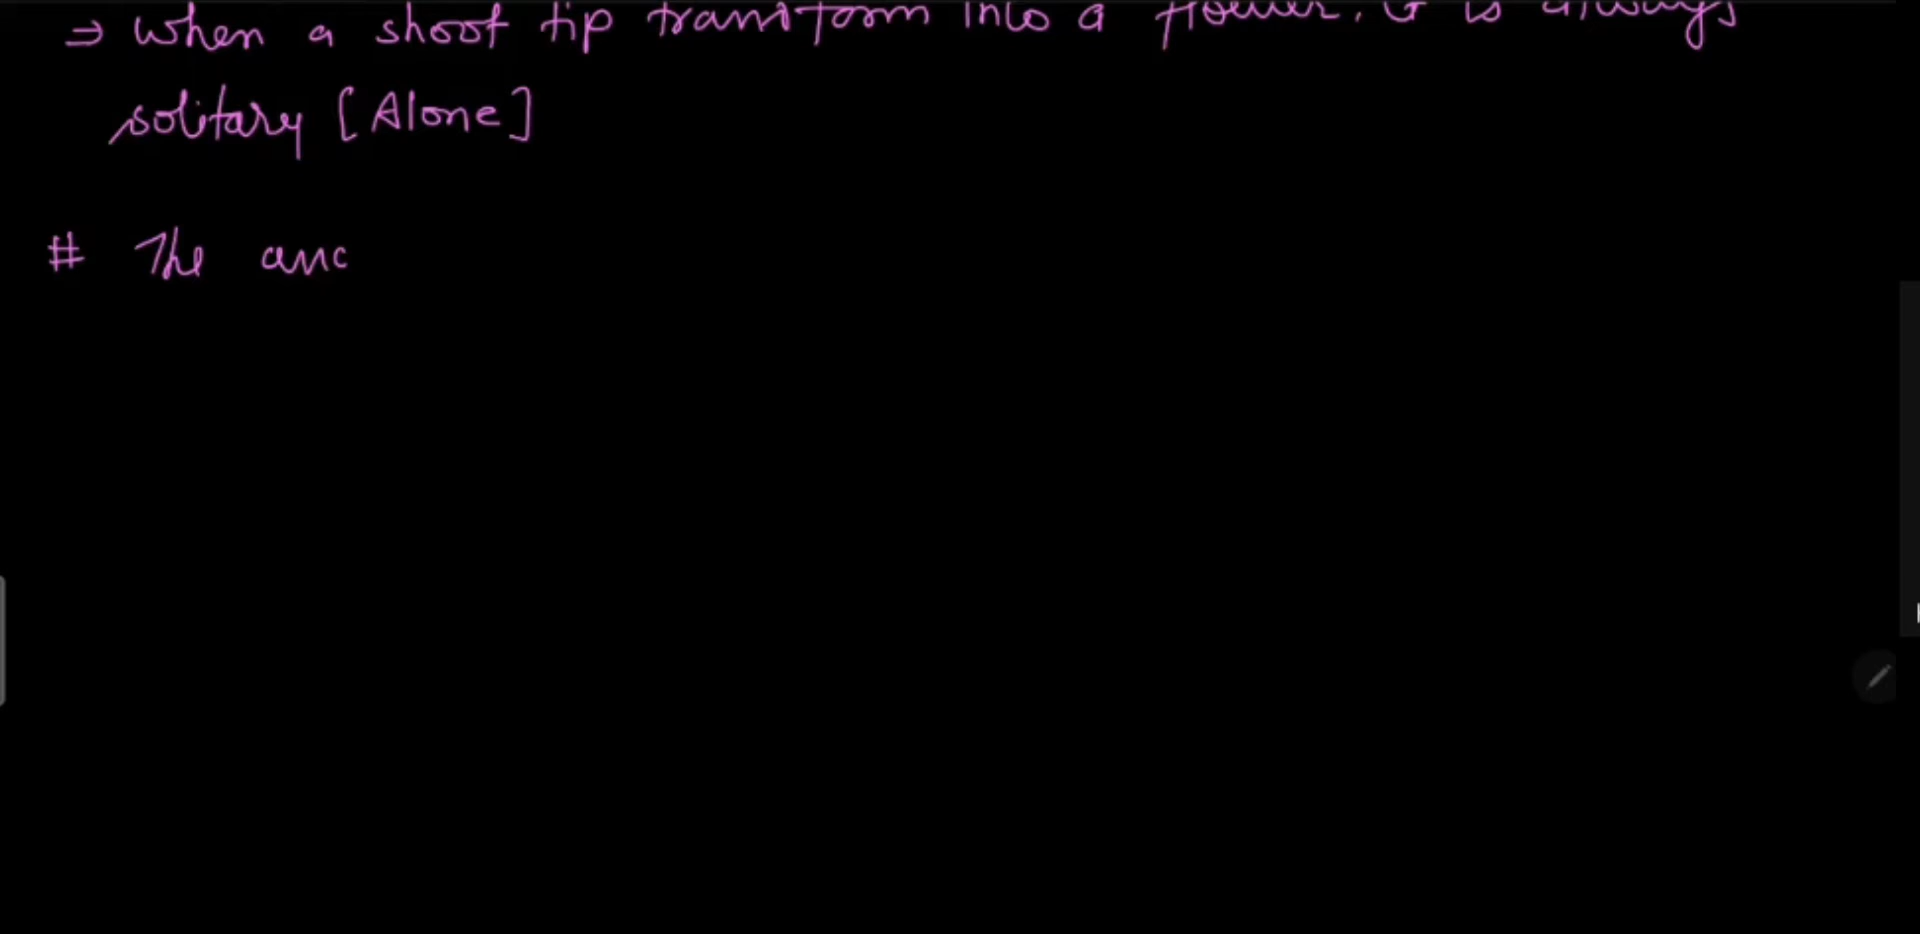 ⇒ when a shoot tip transform into a flower, it is always
solitary [Alone]
# The anc